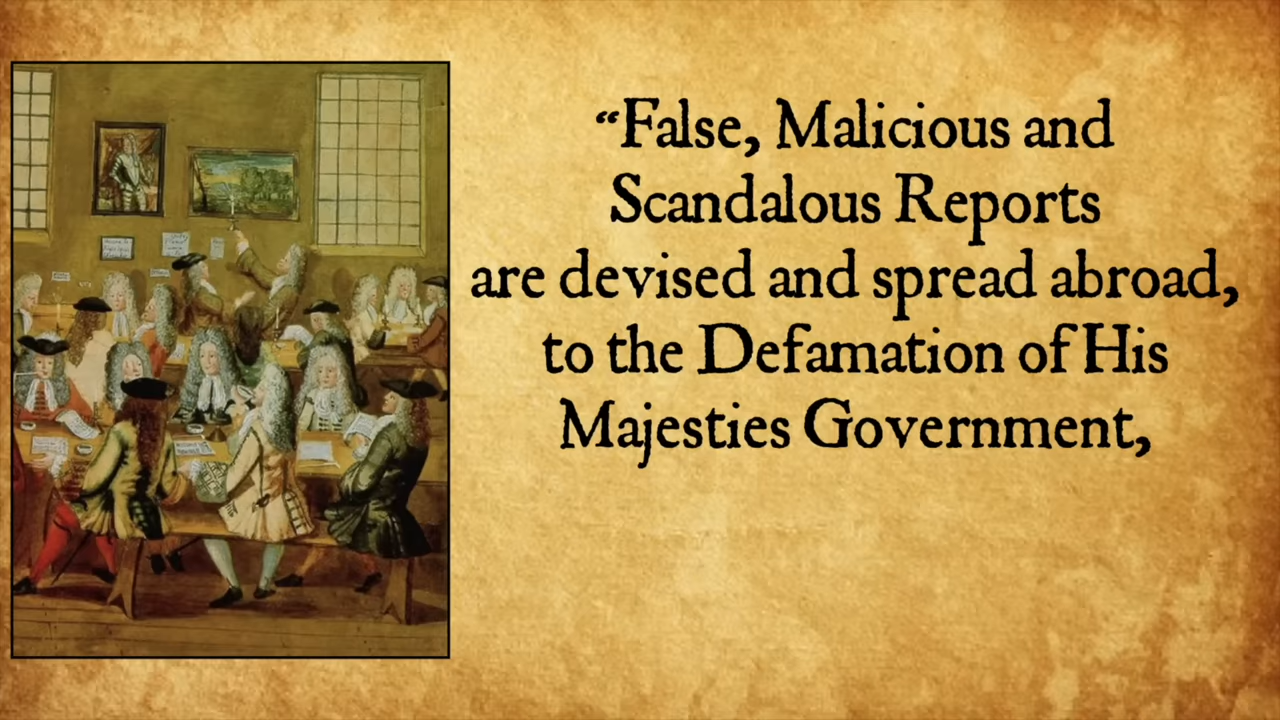 “False, Malicious and
Scandalous Reports
are devised and spread abroad,
to the Defamation of His
Majesties Government,